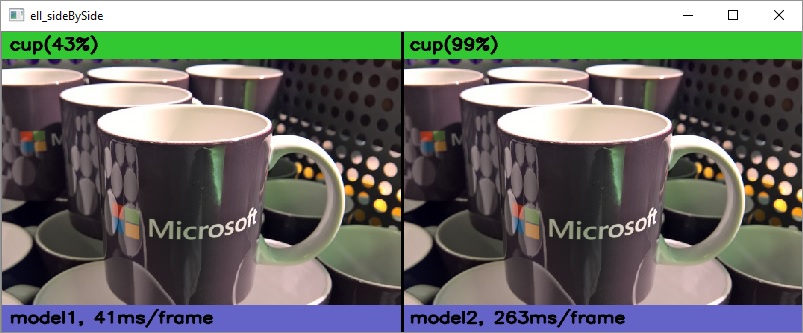 ell_sideBySide
cup(43%)
cup(99%)
Microsoft
Microsoft
model1, 41ms/frame
model2, 263ms/frame